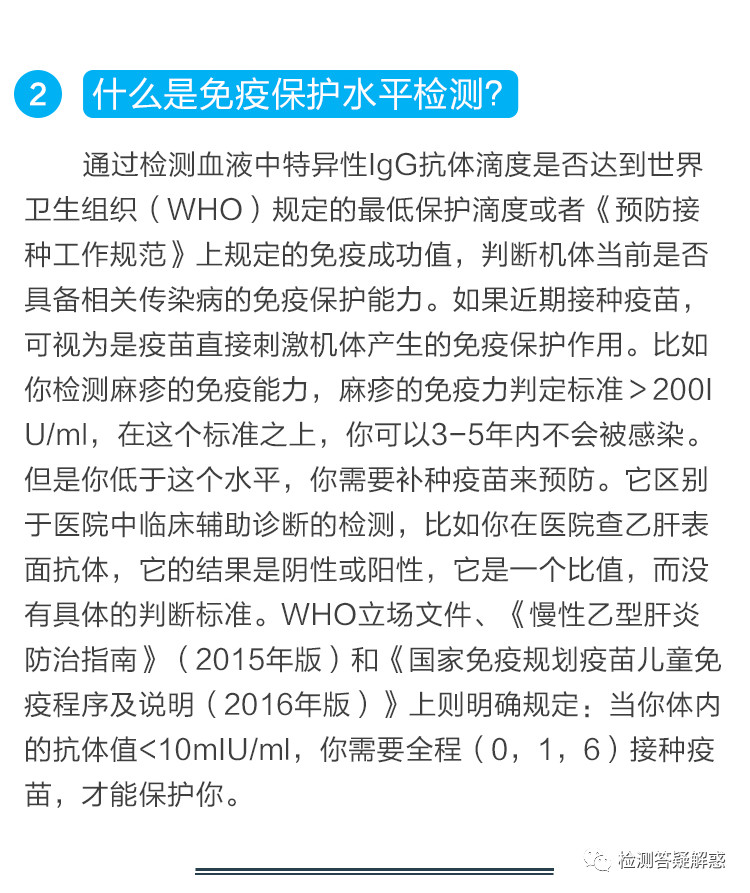 2 什么是免疫保护水平检测？
通过检测血液中特异性IgG抗体滴度是否达到世界
卫生组织（WHO）规定的最低保护滴度或者《预防接
种工作规范》上规定的免疫成功值，判断机体当前是否
具备相关传染病的免疫保护能力。如果近期接种疫苗，
可视为是疫苗直接刺激机体产生的免疫保护作用。比如
你检测麻疹的免疫能力，麻疹的免疫力判定标准＞200I
U/ml，在这个标准之上，你可以3-5年内不会被感染。
但是你低于这个水平，你需要补种疫苗来预防。它区别
于医院中临床辅助诊断的检测，比如你在医院查乙肝表
面抗体，它的结果是阴性或阳性，它是一个比值，而没
有具体的判断标准。WHO立场文件、《慢性乙型肝炎
防治指南》（2015年版）和《国家免疫规划疫苗儿童免
疫程序及说明（2016年版）》上则明确规定：当你体内
的抗体值<10mIU/ml，你需要全程（0，1，6）接种疫
苗，才能保护你。
检测答疑解惑